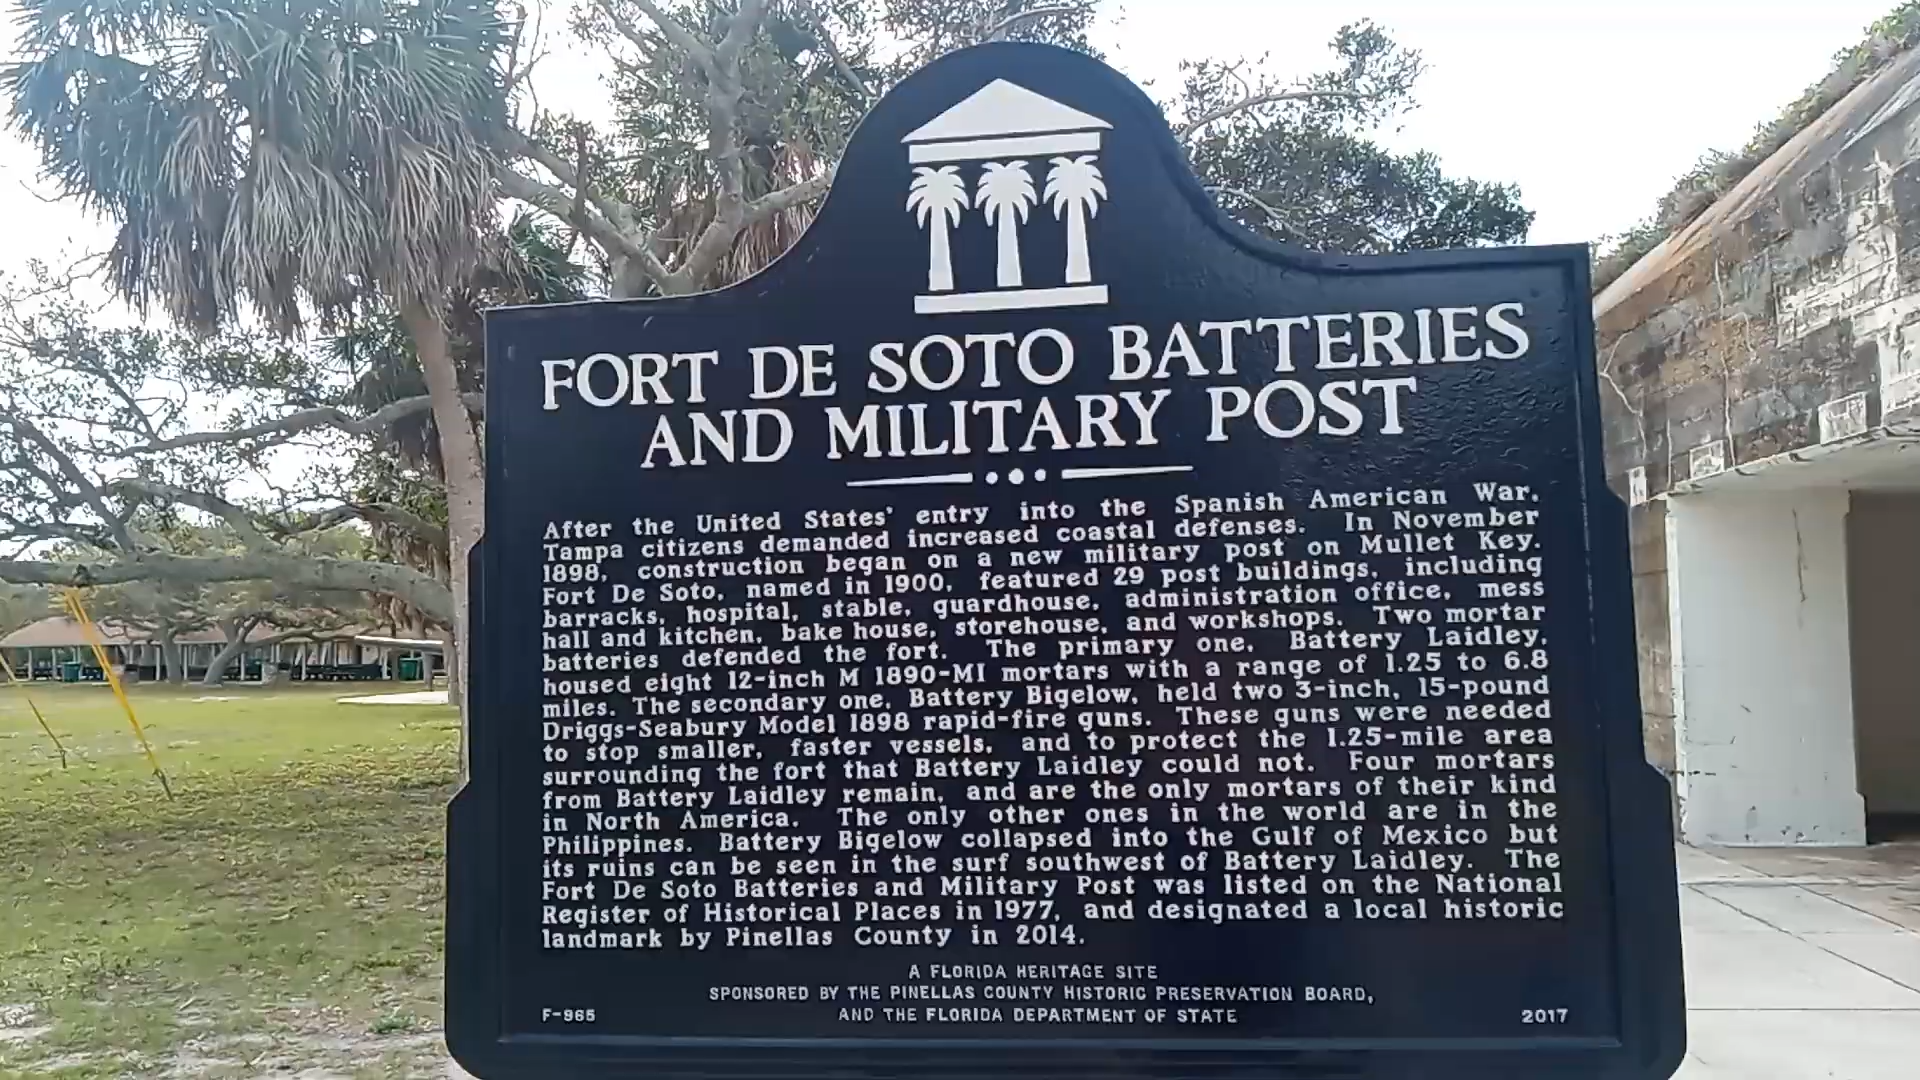 FORT DE SOTO BATTERIES
AND MILITARY POST
After the United States' entry into the Spanish American War,
Tampa citizens demanded increased coastal defenses. In November
1898, construction began on a new military post on Mullet Key.
Fort De Soto, named in 1900, featured 29 post buildings, including
barracks, hospital, stable, guardhouse, administration office, mess
hall and kitchen, bake house, storehouse, and workshops. Two mortar
batteries defended the fort. The primary one, Battery Laidley,
housed eight 12-inch M 1890-MI mortars with a range of 1.25 to 6.8
miles. The secondary one, Battery Bigelow, held two 3-inch, 15-pound
Driggs-Seabury Model 1898 rapid-fire guns. These guns were needed
to stop smaller, faster vessels, and to protect the 1.25-mile area
surrounding the fort that Battery Laidley could not. Four mortars
from Battery Laidley remain, and are the only mortars of their kind
in North America. The only other ones in the world are in the
Philippines. Battery Bigelow collapsed into the Gulf of Mexico but
its ruins can be seen in the surf southwest of Battery Laidley. The
Fort De Soto Batteries and Military Post was listed on the National
Register of Historical Places in 1977, and designated a local historic
landmark by Pinellas County in 2014.
A FLORIDA HERITAGE SITE
SPONSORED BY THE PINELLAS COUNTY HISTORIC PRESERVATION BOARD,
F-965 AND THE FLORIDA DEPARTMENT OF STATE 2017